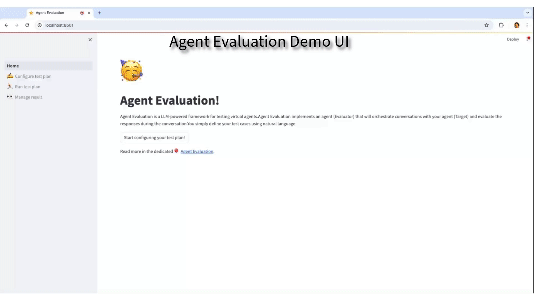 Agent Evaluation
localhost:8501
Agent Evaluation Demo UI
Deploy
Home
Configure test plan
Run test plan
Manage results
Agent Evaluation!
Agent Evaluation is a LLM-powered framework for testing virtual agents.Agent Evaluation implements an agent (Evaluator) that will orchestrate conversations with your agent (Target) and evaluate the
responses during the conversation.You simply define your test cases using natural language.
Start configuring your test plan!
Read more in the dedicated Agent Evaluation.